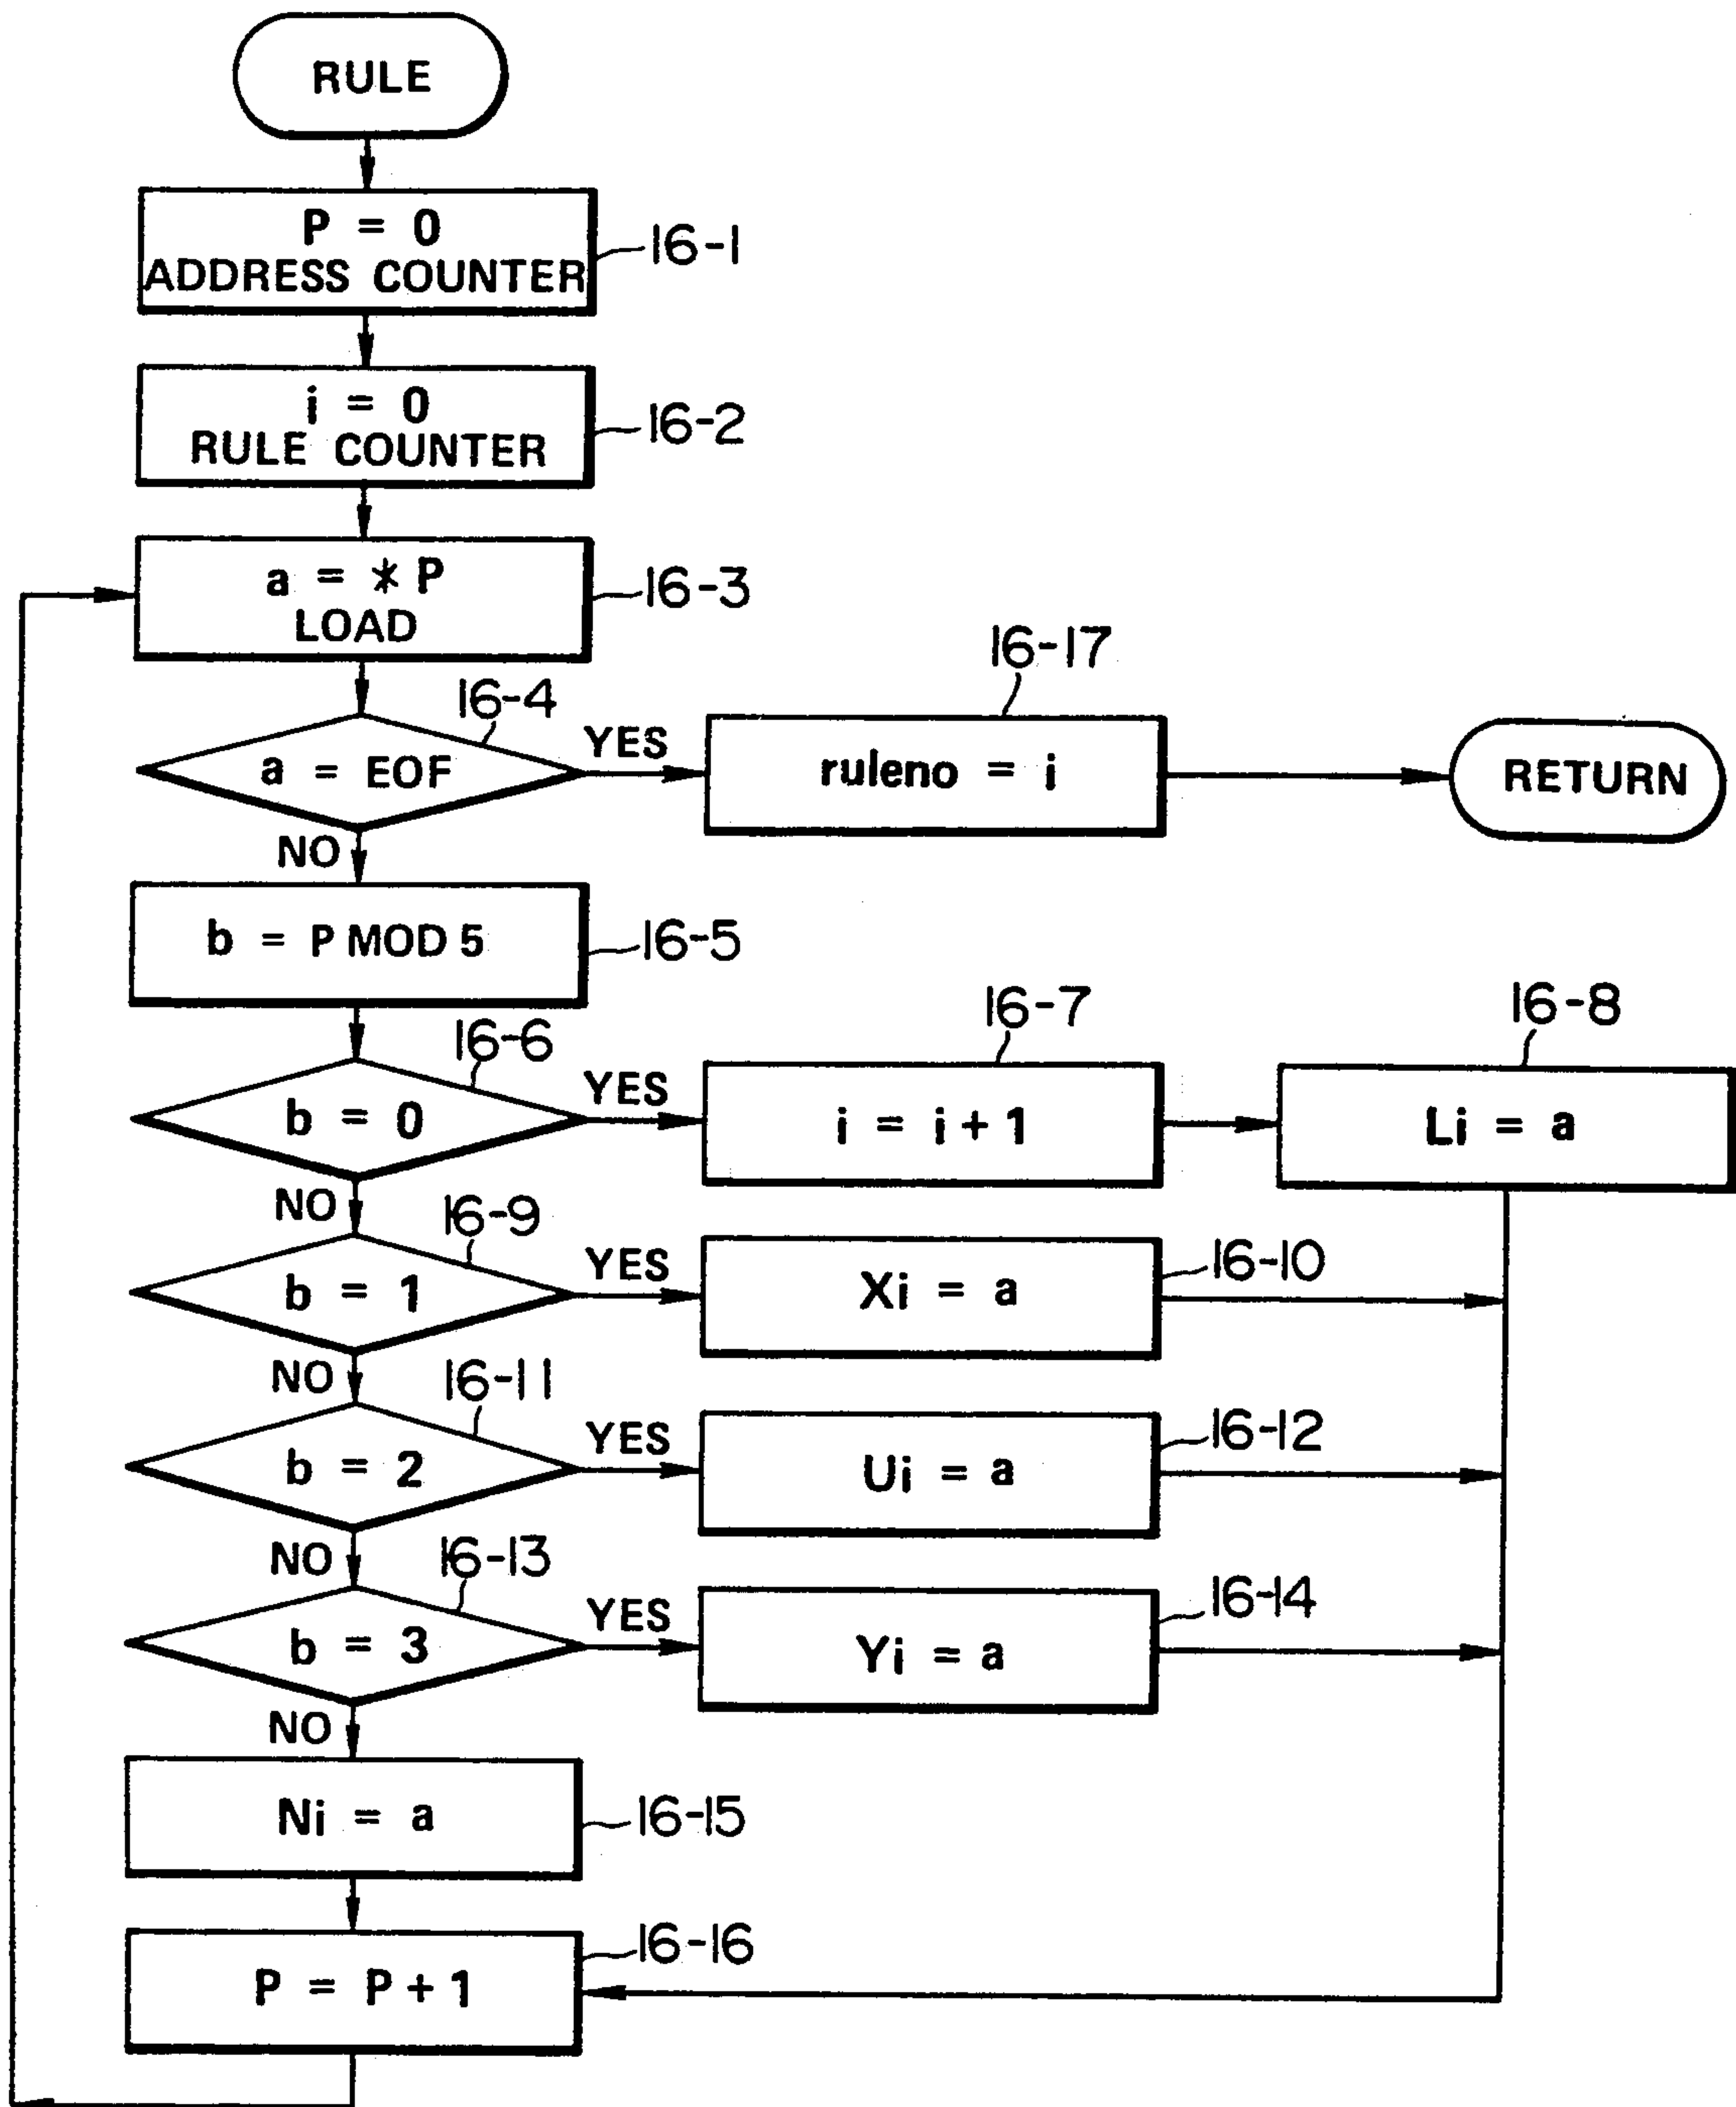 RULE
P = 0
ADDRESS COUNTER
16-1
i = 0
RULE COUNTER
16-2
a = * P
LOAD
16-3
16-4
a = EOF
YES
16-17
ruleno = i
RETURN
NO
b = P MOD 5
16-5
16-6
b = 0
YES
16-7
i = i + 1
16-8
Li = a
NO
16-9
b = 1
YES
Xi = a
16-10
NO
16-11
b = 2
YES
Ui = a
16-12
NO
16-13
b = 3
YES
Yi = a
16-14
NO
Ni = a
16-15
P = P + 1
16-16